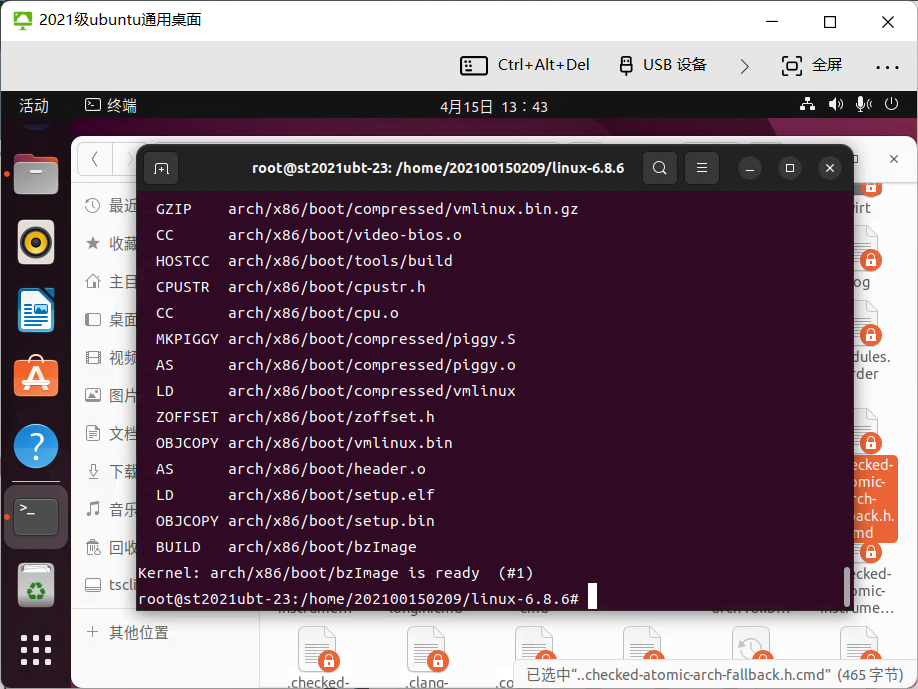 2021级ubuntu通用桌面
Ctrl+Alt+Del USB 设备 全屏
活动 终端 4月15日 13：43
root@st2021ubt-23: /home/202100150209/linux-6.8.6
GZIP arch/x86/boot/compressed/vmlinux.bin.gz
CC arch/x86/boot/video-bios.o
HOSTCC arch/x86/boot/tools/build
CPUSTR arch/x86/boot/cpustr.h
CC arch/x86/boot/cpu.o
MKPIGGY arch/x86/boot/compressed/piggy.S
AS arch/x86/boot/compressed/piggy.o
LD arch/x86/boot/compressed/vmlinux
ZOFFSET arch/x86/boot/zoffset.h
OBJCOPY arch/x86/boot/vmlinux.bin
AS arch/x86/boot/header.o
LD arch/x86/boot/setup.elf
OBJCOPY arch/x86/boot/setup.bin
BUILD arch/x86/boot/bzImage
Kernel: arch/x86/boot/bzImage is ready (#1)
root@st2021ubt-23:/home/202100150209/linux-6.8.6#
最近
收藏
主目
桌面
视频
图片
文档
下载
音乐
回收
tscli
其他位置
virt
og
dules.
rder
ecked-
omic-
rch-
back.h.
md
ecked-
omic-
instrume...
.checked-
.clang-
.co
已选中“..checked-atomic-arch-fallback.h.cmd” (465 字节)